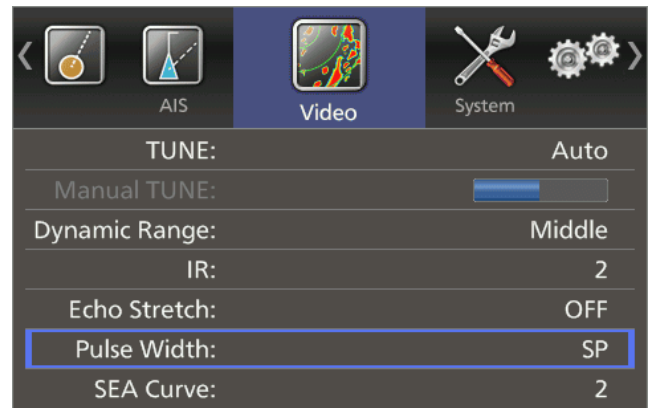 AIS
Video
System
TUNE: Auto
Manual TUNE:
Dynamic Range: Middle
IR: 2
Echo Stretch: OFF
Pulse Width: SP
SEA Curve: 2